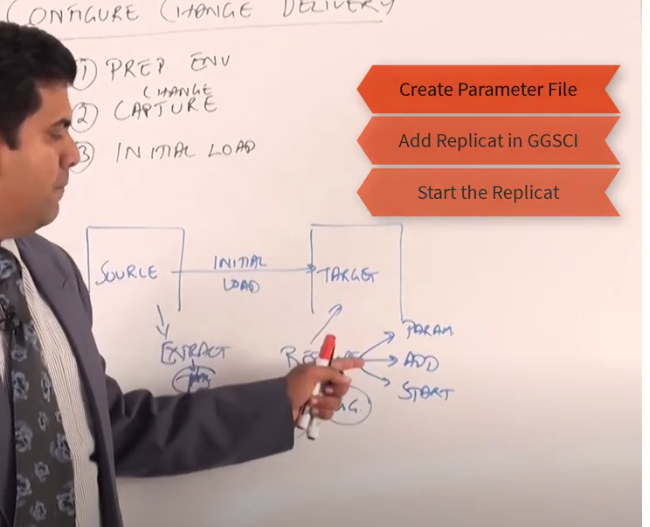 CONFIGURE CHANGE DELIVERY
① PREP ENV
CHANGE
② CAPTURE
③ INITIAL LOAD
Create Parameter File
Add Replicat in GGSCI
Start the Replicat
SOURCE
INITIAL
LOAD
TARGET
EXTRACT
PARAM
ADD
START